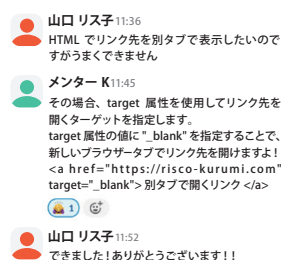 山口 リス子 11:36
HTML でリンク先を別タブで表示したいので
すがうまくできません
メンター K 11:45
その場合、target 属性を使用してリンク先を
開くターゲットを指定します。
target 属性の値に "_blank" を指定することで、
新しいブラウザータブでリンク先を開けますよ！
<a href="https://risco-kurumi.com"
target="_blank"> 別タブで開くリンク </a>
1
山口 リス子 11:52
できました！ありがとうございます！！